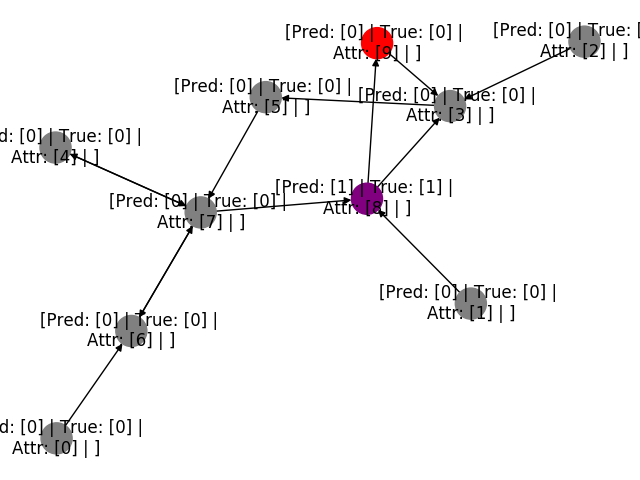 [Pred: [0] | True: [0] |
Attr: [9] | ]
[Pred: [0] | True: [
Attr: [2] | ]
[Pred: [0] | True: [0] |
Attr: [5] | ]
[Pred: [0] | True: [0] |
Attr: [3] | ]
d: [0] | True: [0] |
Attr: [4] | ]
[Pred: [0] | True: [0] |
Attr: [7] | ]
[Pred: [1] | True: [1] |
Attr: [8] | ]
[Pred: [0] | True: [0] |
Attr: [1] | ]
[Pred: [0] | True: [0] |
Attr: [6] | ]
d: [0] | True: [0] |
Attr: [0] | ]